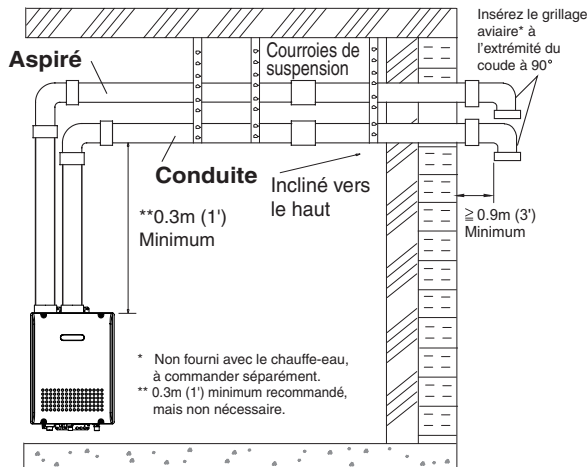 Insérez le grillage
aviaire* à
l'extrémité du
coude à 90°
Aspiré
Courroies de
suspension
Conduite
Incliné vers
le haut
**0.3m (1')
Minimum
≧ 0.9m (3')
Minimum
* Non fourni avec le chauffe-eau,
à commander séparément.
** 0.3m (1') minimum recommandé,
mais non nécessaire.